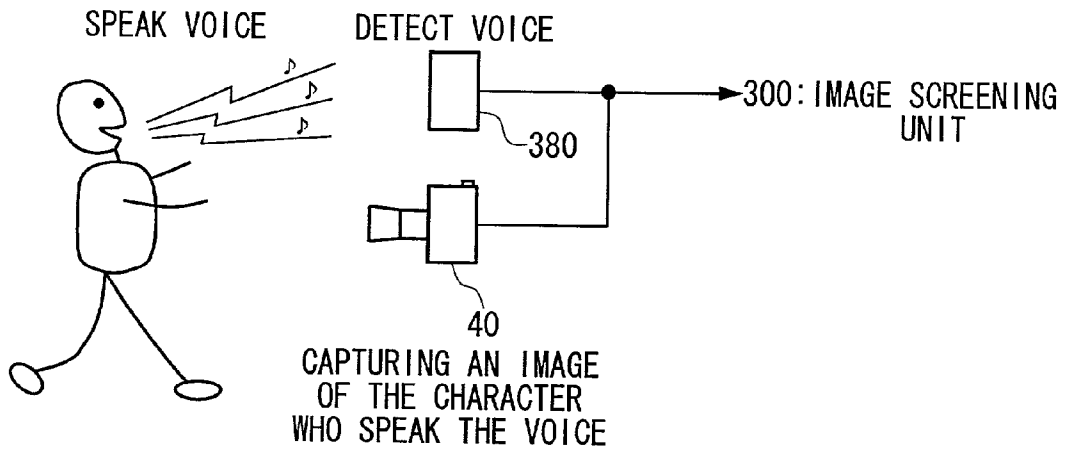 SPEAK VOICE
DETECT VOICE
300:IMAGE SCREENING
UNIT
380
40
CAPTURING AN IMAGE
OF THE CHARACTER
WHO SPEAK THE VOICE